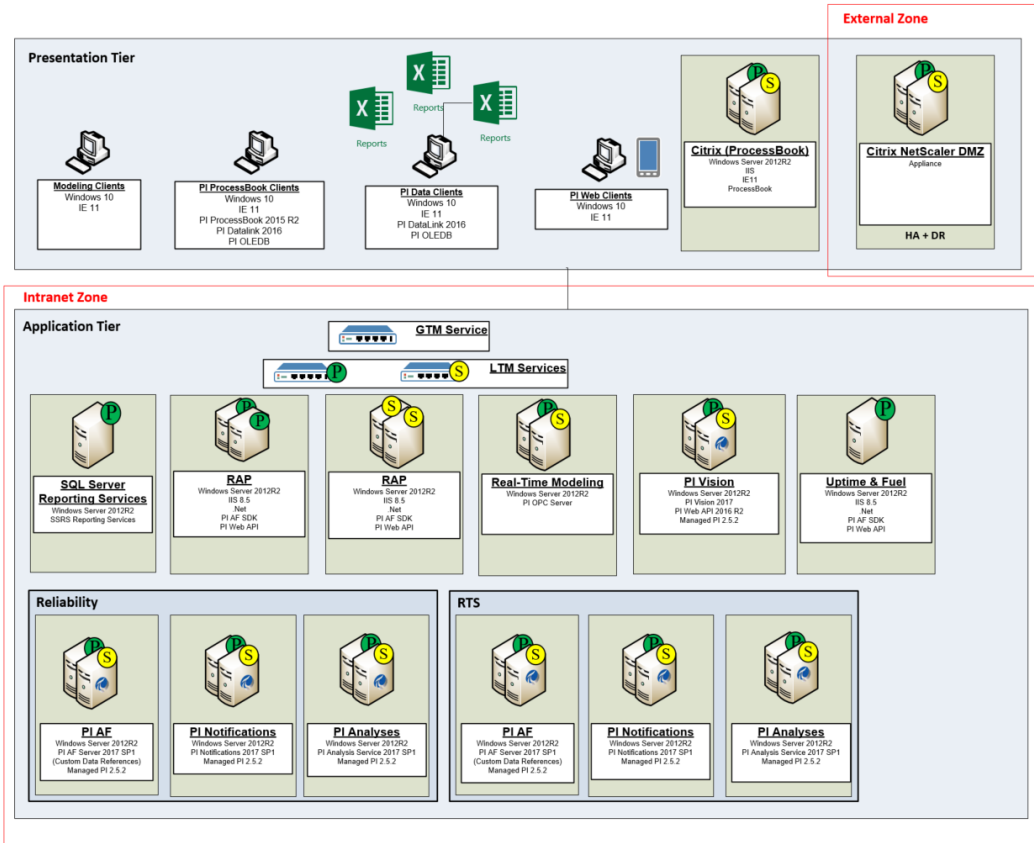 External Zone
Presentation Tier
P
S
P
S
Reports
Reports
Reports
Modeling Clients
Windows 10
IE 11
PI ProcessBook Clients
Windows 10
IE 11
PI ProcessBook 2015 R2
PI Datalink 2016
PI OLEDB
PI Data Clients
Windows 10
IE 11
PI DataLink 2016
PI OLEDB
PI Web Clients
Windows 10
IE 11
Citrix (ProcessBook)
Windows Server 2012R2
IIS
IE11
ProcessBook
Citrix NetScaler DMZ
Appliance
HA + DR
Intranet Zone
Application Tier
GTM Service
P
S
LTM Services
P
SQL Server
Reporting Services
Windows Server 2012R2
SSRS Reporting Services
P
P
RAP
Windows Server 2012R2
IIS 8.5
.Net
PI AF SDK
PI Web API
S
S
RAP
Windows Server 2012R2
IIS 8.5
.Net
PI AF SDK
PI Web API
P
S
Real-Time Modeling
Windows Server 2012R2
PI OPC Server
P
S
PI Vision
Windows Server 2012R2
PI Vision 2017
PI Web API 2016 R2
Managed PI 2.5.2
P
Uptime & Fuel
Windows Server 2012R2
IIS 8.5
.Net
PI AF SDK
PI Web API
Reliability
P
S
PI AF
Windows Server 2012R2
PI AF Server 2017 SP1
(Custom Data References)
Managed PI 2.5.2
P
S
PI Notifications
Windows Server 2012R2
PI Notifications 2017 SP1
Managed PI 2.5.2
P
S
PI Analyses
Windows Server 2012R2
PI Analysis Service 2017 SP1
Managed PI 2.5.2
RTS
P
S
PI AF
Windows Server 2012R2
PI AF Server 2017 SP1
(Custom Data References)
Managed PI 2.5.2
P
S
PI Notifications
Windows Server 2012R2
PI Notifications 2017 SP1
Managed PI 2.5.2
P
S
PI Analyses
Windows Server 2012R2
PI Analysis Service 2017 SP1
Managed PI 2.5.2